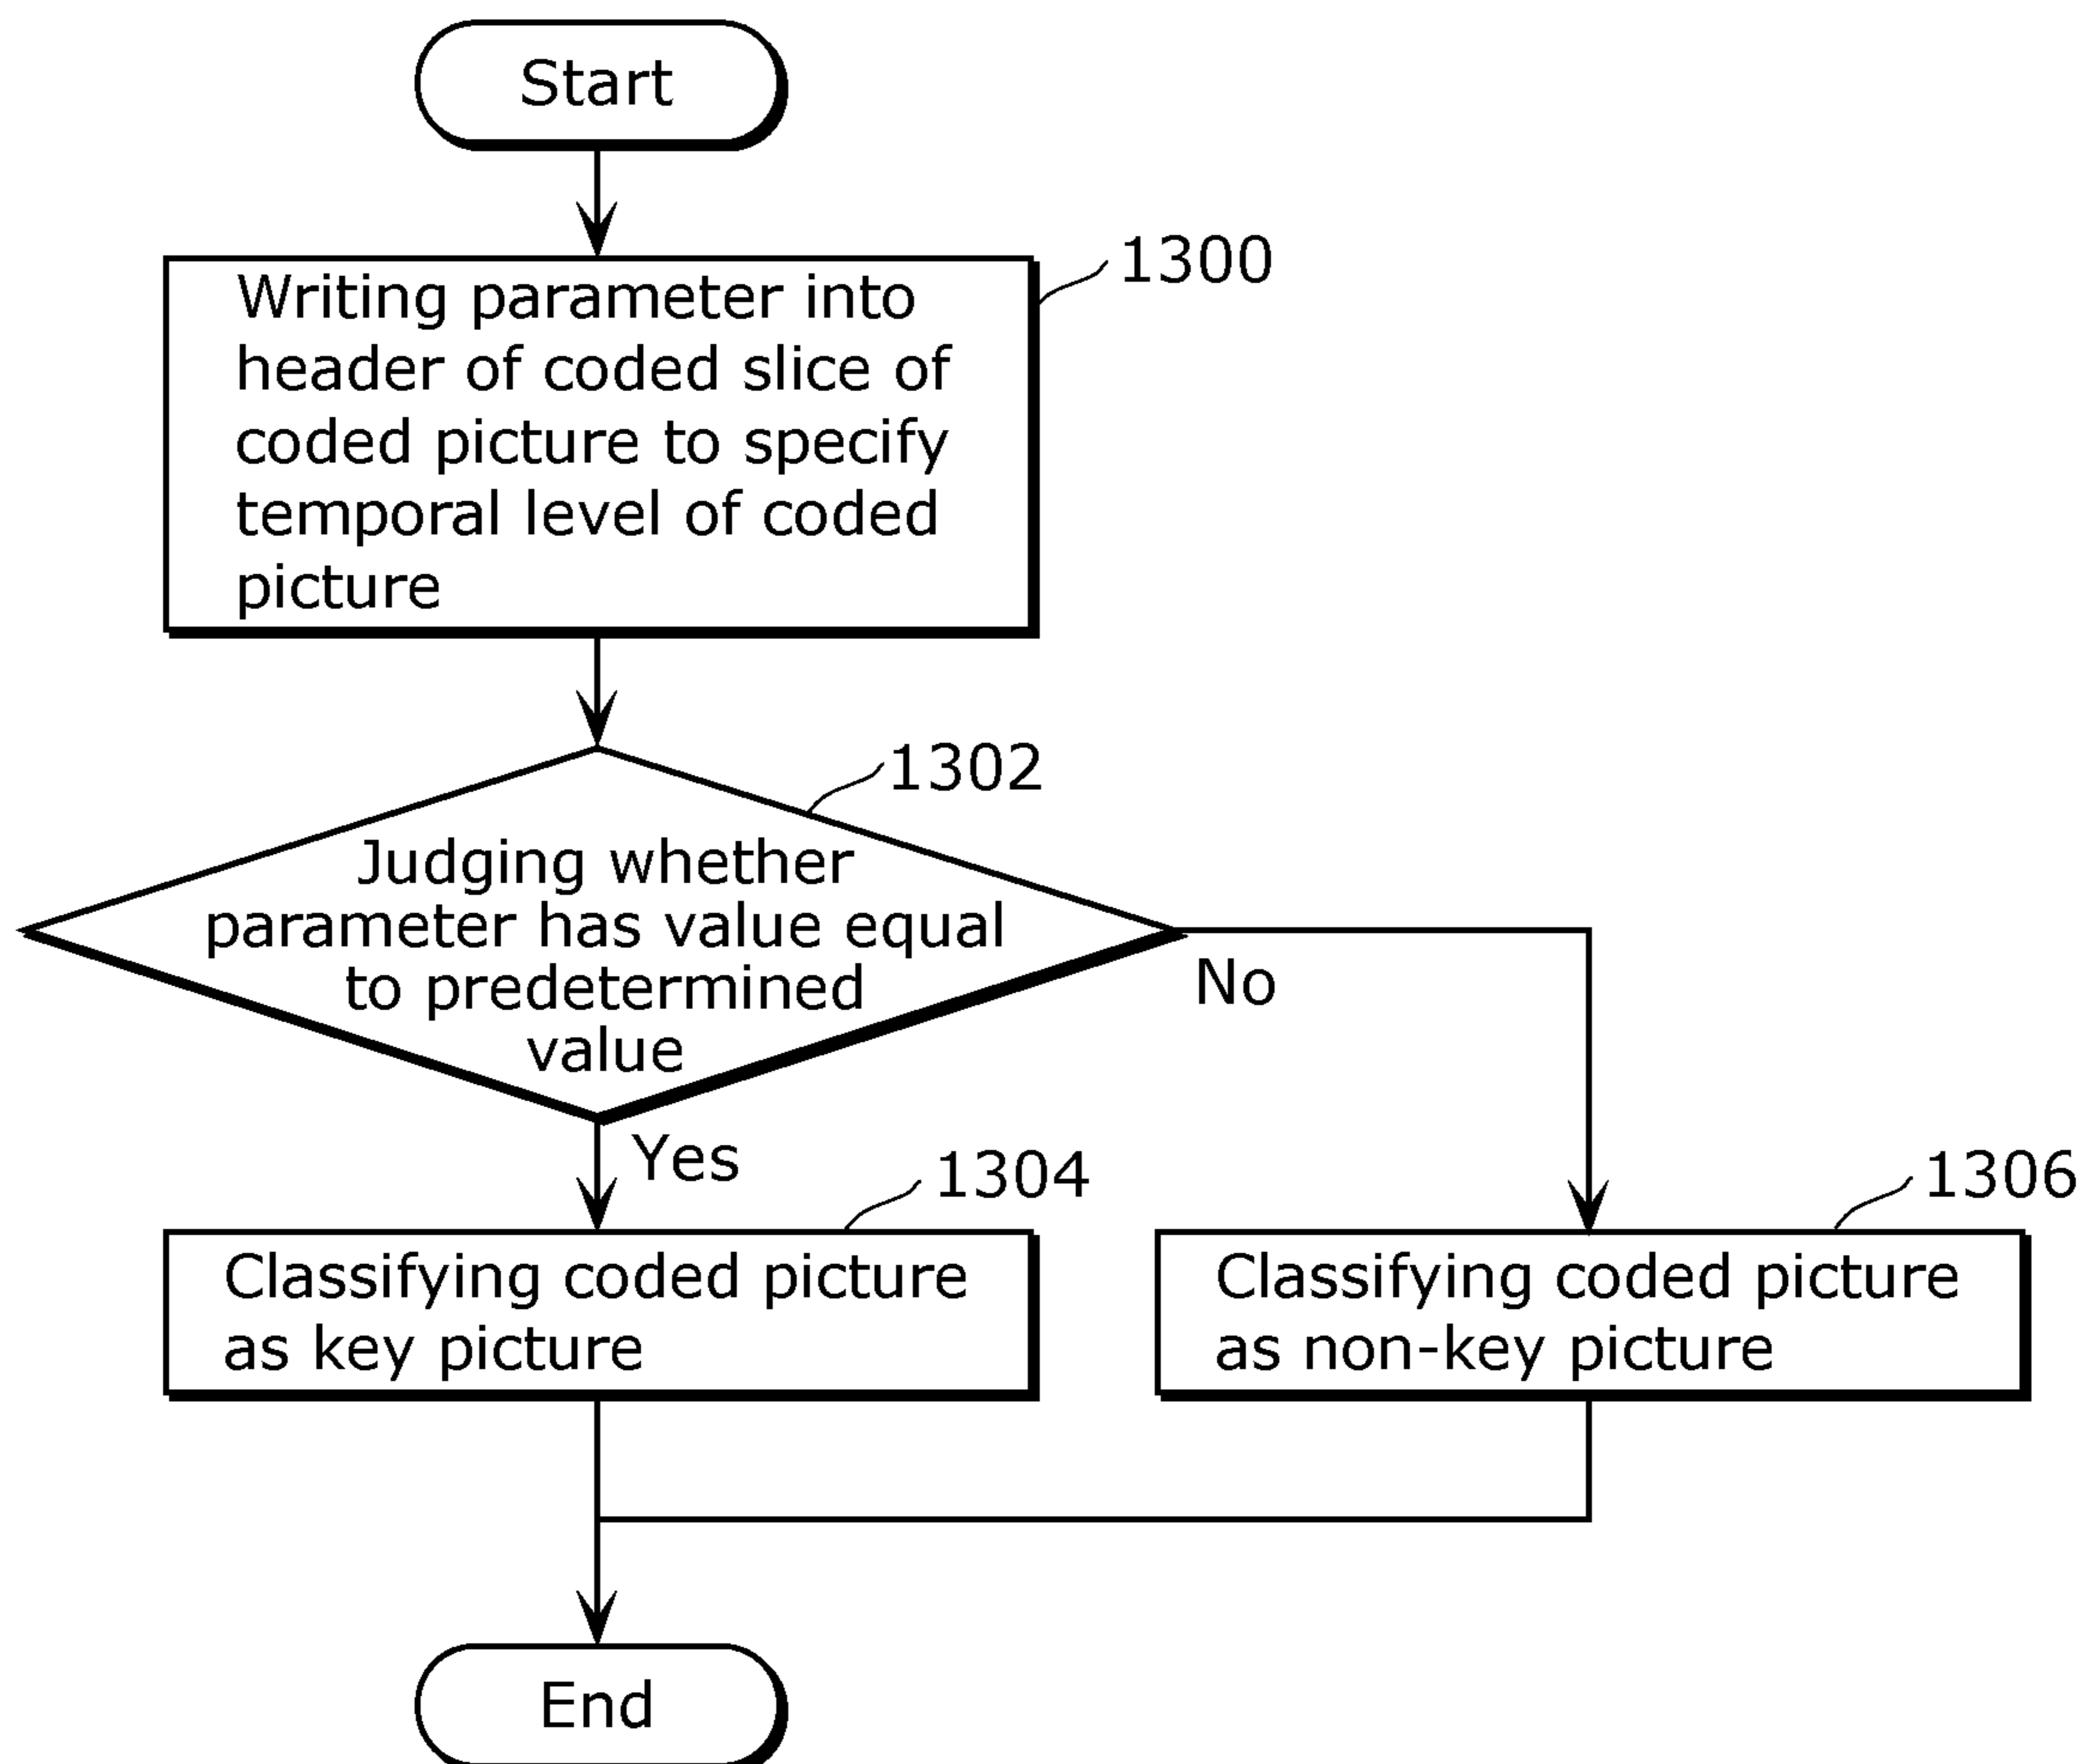 Start
1300
Writing parameter into
header of coded slice of
coded picture to specify
temporal level of coded
picture
1302
Judging whether
parameter has value equal
to predetermined
value
No
Yes
1304
1306
Classifying coded picture
as key picture
Classifying coded picture
as non-key picture
End